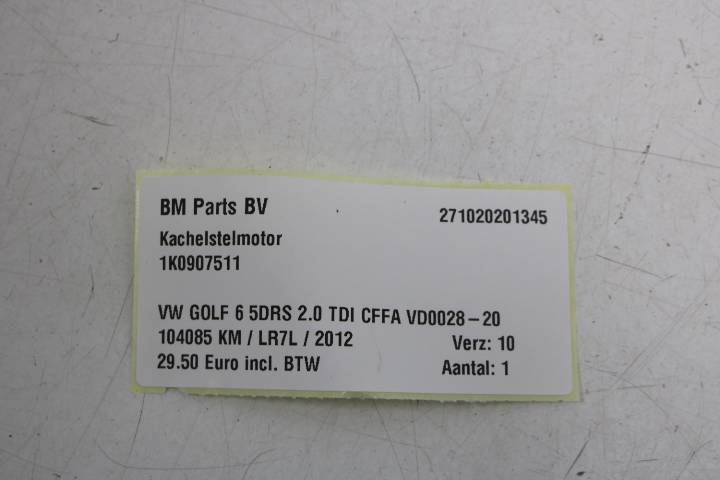 BM Parts BV 271020201345
Kachelstelmotor
1K0907511
VW GOLF 6 5DRS 2.0 TDI CFFA VD0028-20
104085 KM / LR7L / 2012 Verz: 10
29.50 Euro incl. BTW Aantal: 1